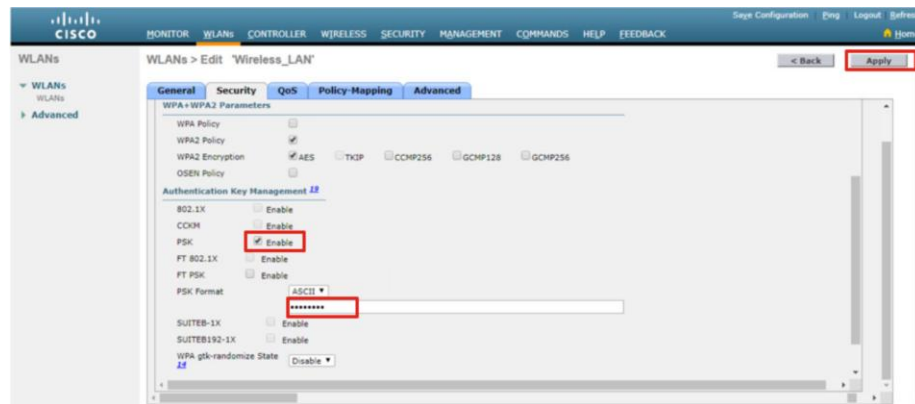 Save Configuration Ping Logout Refres
CISCO
MONITOR WLANs CONTROLLER WIRELESS SECURITY MANAGEMENT COMMANDS HELP FEEDBACK
Hom
WLANs
WLANs > Edit 'Wireless_LAN'
< Back Apply
WLANs
WLANs
Advanced
General Security QoS Policy-Mapping Advanced
WPA+WPA2 Parameters
WPA Policy
WPA2 Policy
WPA2 Encryption AES TKIP CCMP256 GCMP128 GCMP256
OSEN Policy
Authentication Key Management 19
802.1X Enable
CCKM Enable
PSK Enable
FT 802.1X Enable
FT PSK Enable
PSK Format ASCII
••••••••
SUITEB-1X Enable
SUITEB192-1X Enable
WPA gtk-randomize State Disable
14